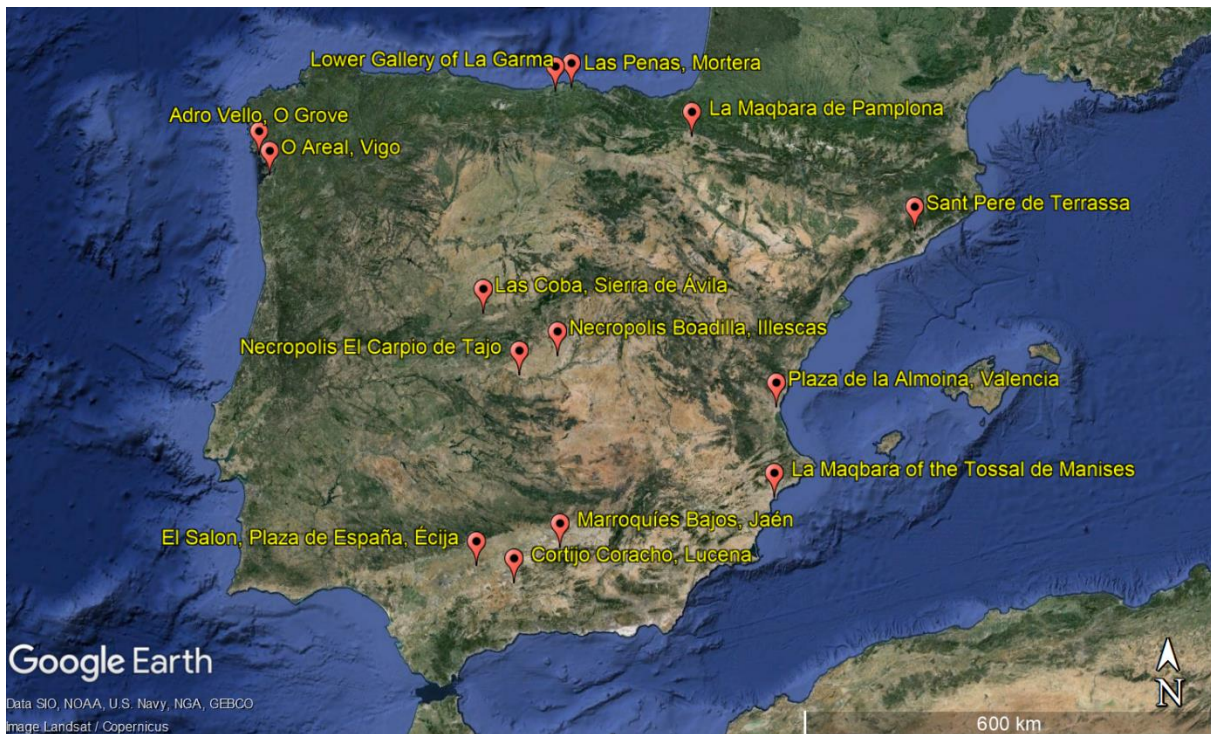 Lower Gallery of La Garma
Las Penas, Mortera
La Maqbara de Pamplona
Adro Vello, O Grove
O Areal, Vigo
Sant Pere de Terrassa
Las Coba, Sierra de Ávila
Necropolis Boadilla, Illescas
Necropolis El Carpio de Tajo
Plaza de la Almoina, Valencia
La Maqbara of the Tossal de Manises
Marroquíes Bajos, Jaén
El Salon, Plaza de España, Écija
Cortijo Coracho, Lucena
Google Earth
N
Data SIO, NOAA, U.S. Navy, NGA, GEBCO
Image Landsat / Copernicus
600 km